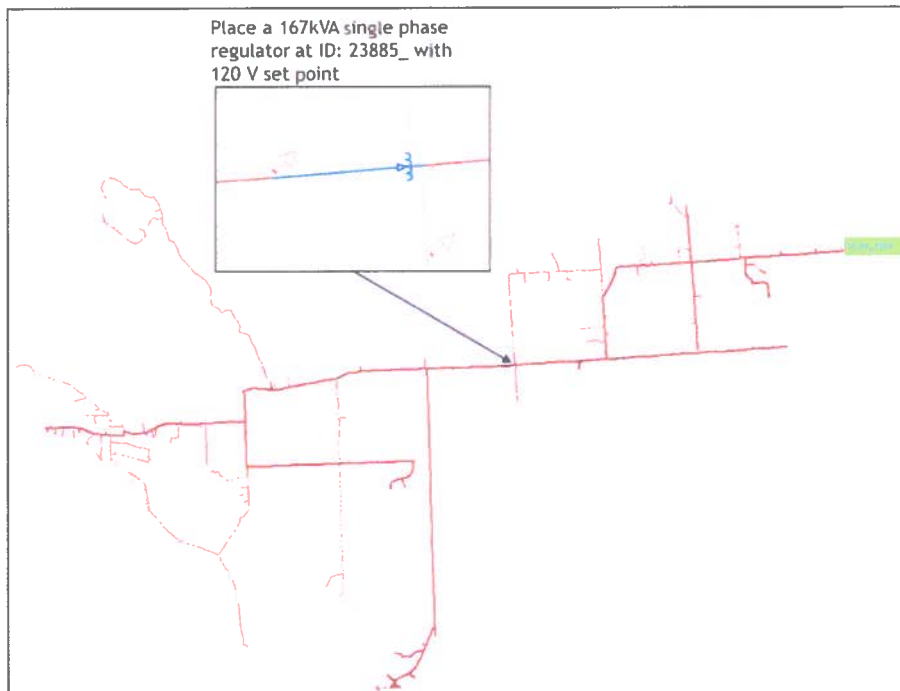 Place a 167kVA single phase
regulator at ID: 23885_ with
120 V set point